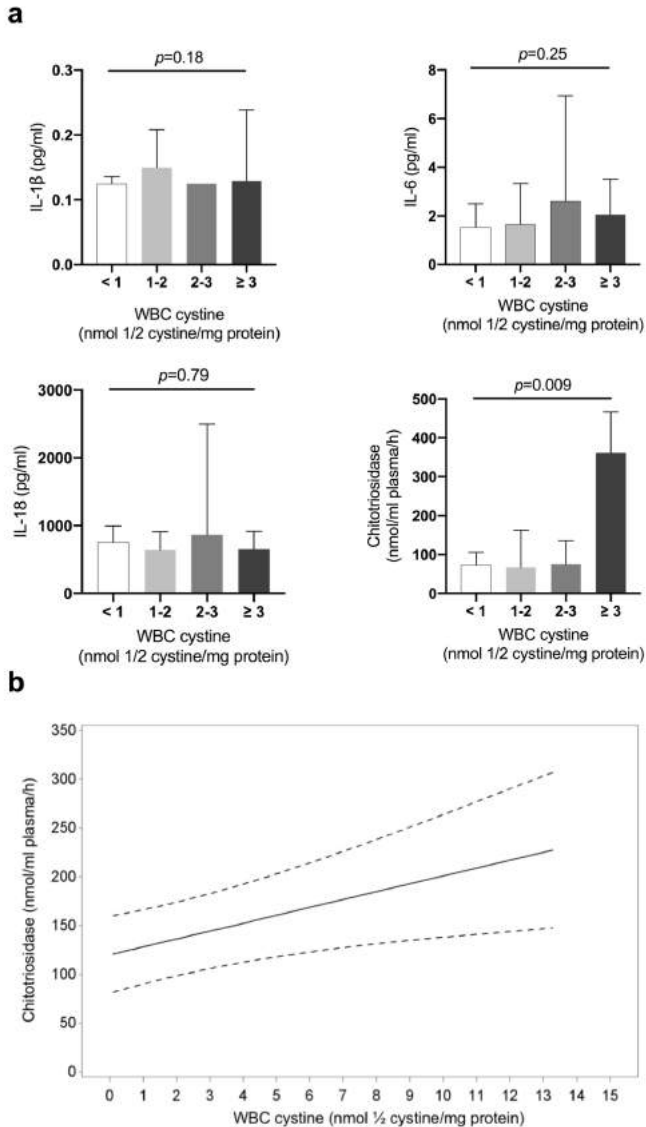 a
p=0.18
0.3
0.2
0.1
0.0
IL-1β (pg/ml)
< 1 1-2 2-3 ≥ 3
WBC cystine
(nmol 1/2 cystine/mg protein)
p=0.25
8
6
4
2
0
IL-6 (pg/ml)
< 1 1-2 2-3 ≥ 3
WBC cystine
(nmol 1/2 cystine/mg protein)
p=0.79
3000
2000
1000
0
IL-18 (pg/ml)
< 1 1-2 2-3 ≥ 3
WBC cystine
(nmol 1/2 cystine/mg protein)
p=0.009
500
400
300
200
100
0
Chitotriosidase
(nmol/ml plasma/h)
< 1 1-2 2-3 ≥ 3
WBC cystine
(nmol 1/2 cystine/mg protein)
b
350
300
250
200
150
100
50
0
Chitotriosidase (nmol/ml plasma/h)
0 1 2 3 4 5 6 7 8 9 10 11 12 13 14 15
WBC cystine (nmol ½ cystine/mg protein)